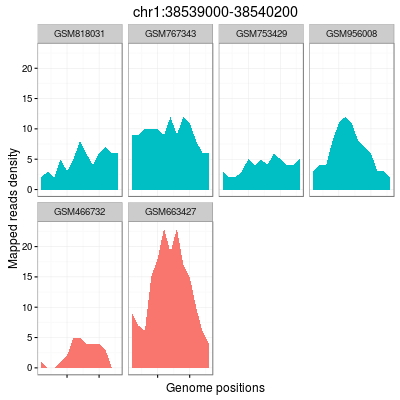 chr1:38539000-38540200
GSM818031 GSM767343 GSM753429 GSM956008
20
15
10
5
0
Mapped reads density
GSM466732 GSM663427
20
15
10
5
0
Genome positions